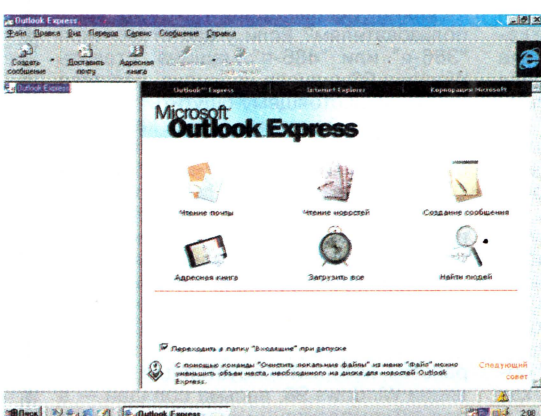 Outlook Express
Файл Правка Вид Переход Сервис Сообщение Справка
Создать сообщение Доставить почту Адресная книга
Outlook Express
Outlook Express Internet Explorer Корпорация Microsoft
Microsoft
Outlook Express
Чтение почты Чтение новостей Создание сообщения
Адресная книга Загрузить все Найти людей
Переходить в папку "Входящие" при запуске
С помощью команды "Очистить локальные файлы" из меню "Файл" можно
уменьшить объем места, необходимого на диске для новостей Outlook
Express.
Следующий
совет
Пуск Outlook Express 2:08